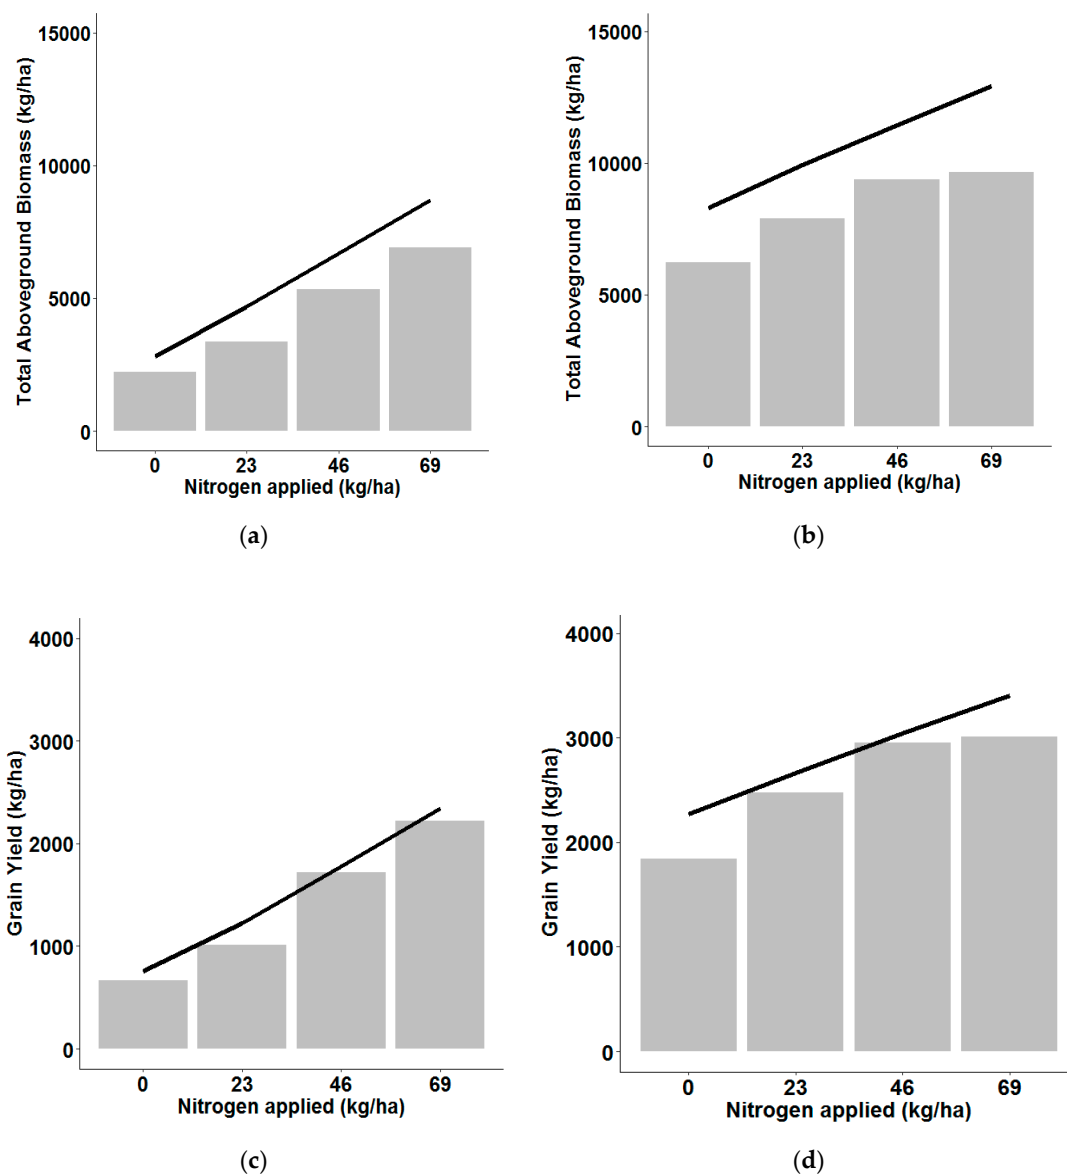 Total Aboveground Biomass (kg/ha)
15000
10000
5000
0
0 23 46 69
Nitrogen applied (kg/ha)
(a)
Total Aboveground Biomass (kg/ha)
15000
10000
5000
0
0 23 46 69
Nitrogen applied (kg/ha)
(b)
Grain Yield (kg/ha)
4000
3000
2000
1000
0
0 23 46 69
Nitrogen applied (kg/ha)
(c)
Grain Yield (kg/ha)
4000
3000
2000
1000
0
0 23 46 69
Nitrogen applied (kg/ha)
(d)